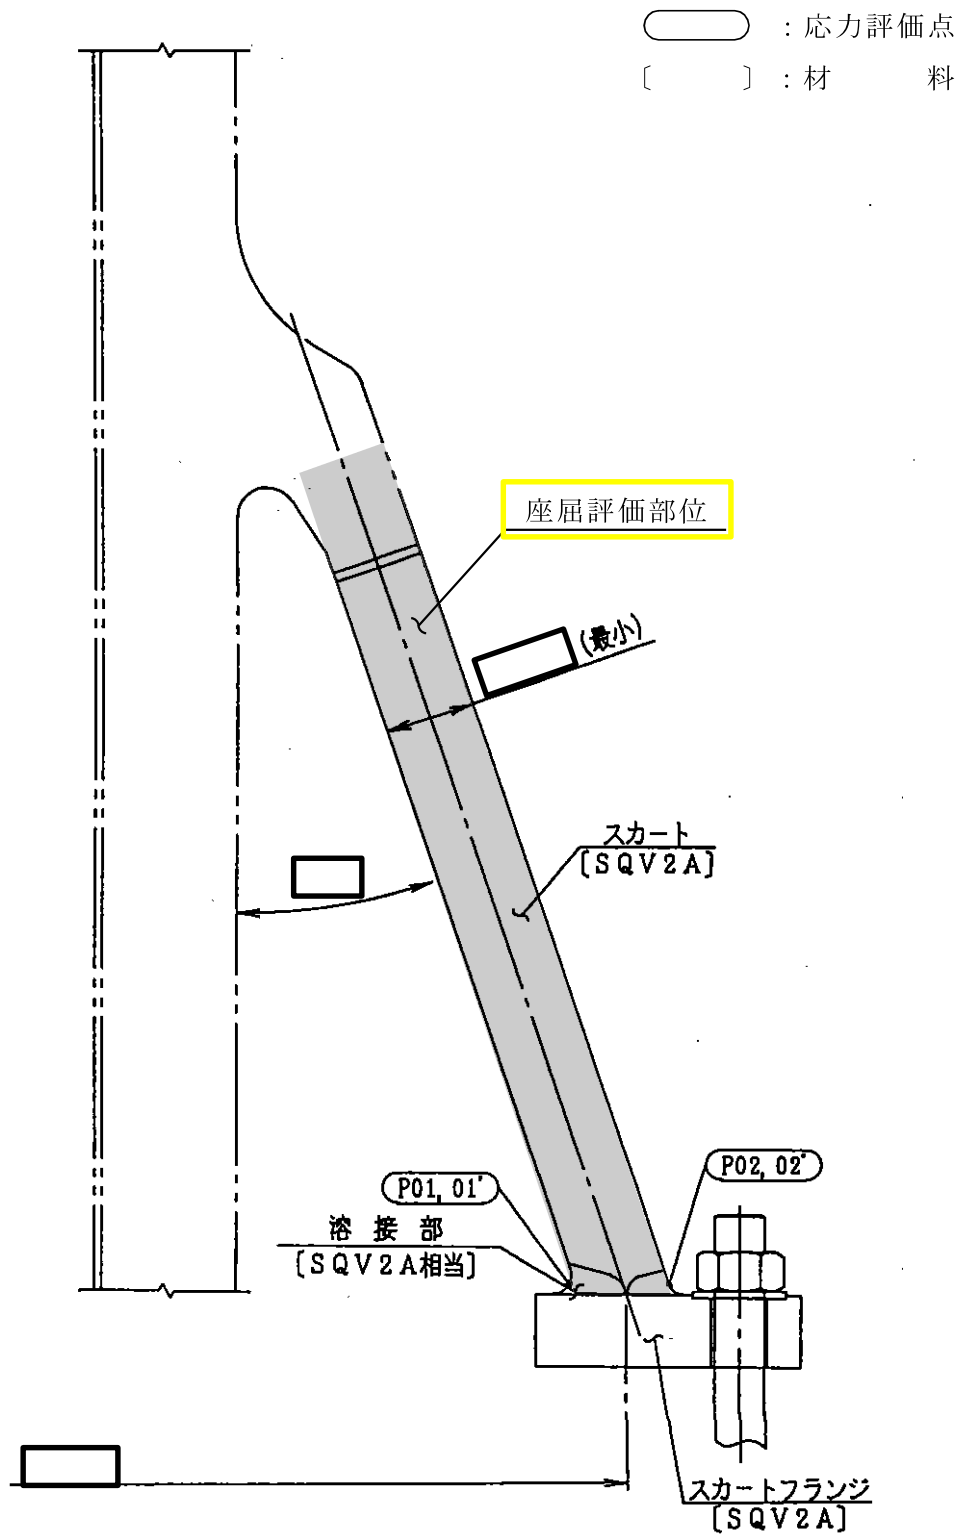 ：応力評価点
〔　　　〕：材　　　料
座屈評価部位
(最小)
スカート
[SQV2A]
P02, 02'
P01, 01'
溶接部
[SQV2A相当]
スカートフランジ
[SQV2A]